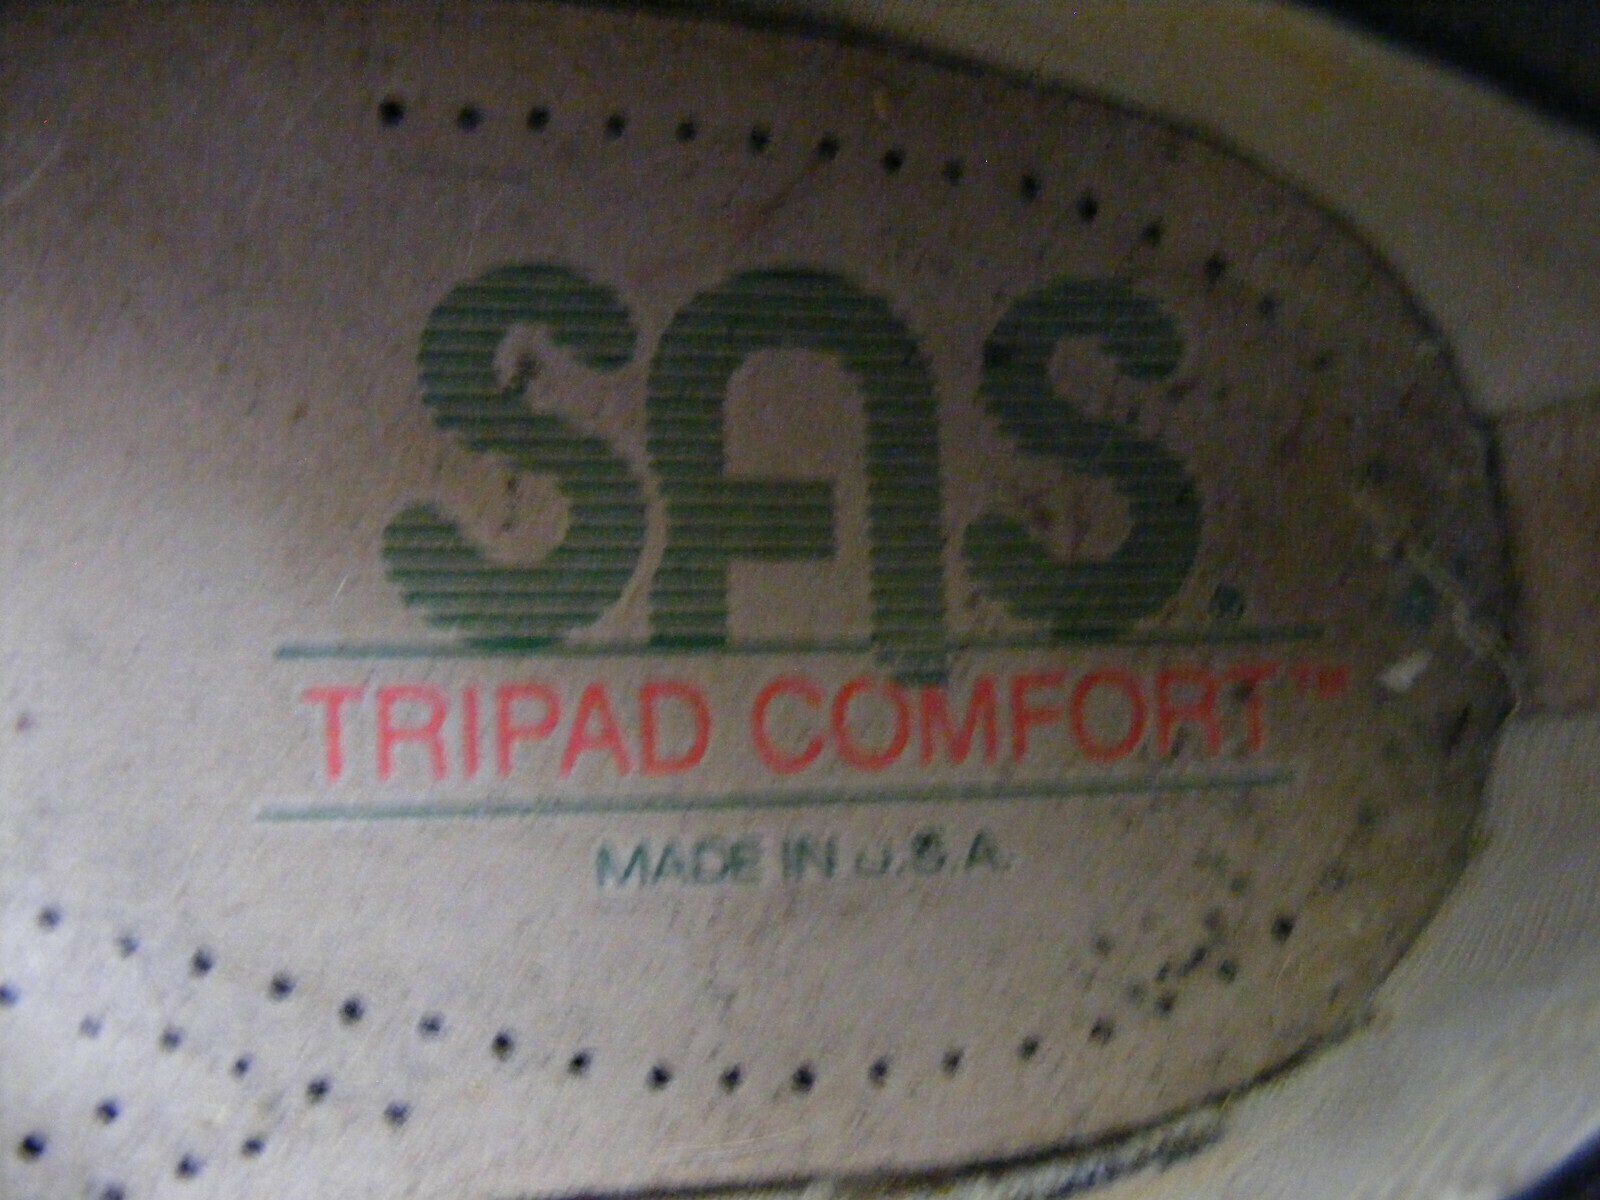 SAS.
TRIPAD COMFORT™
MADE IN U.S.A.